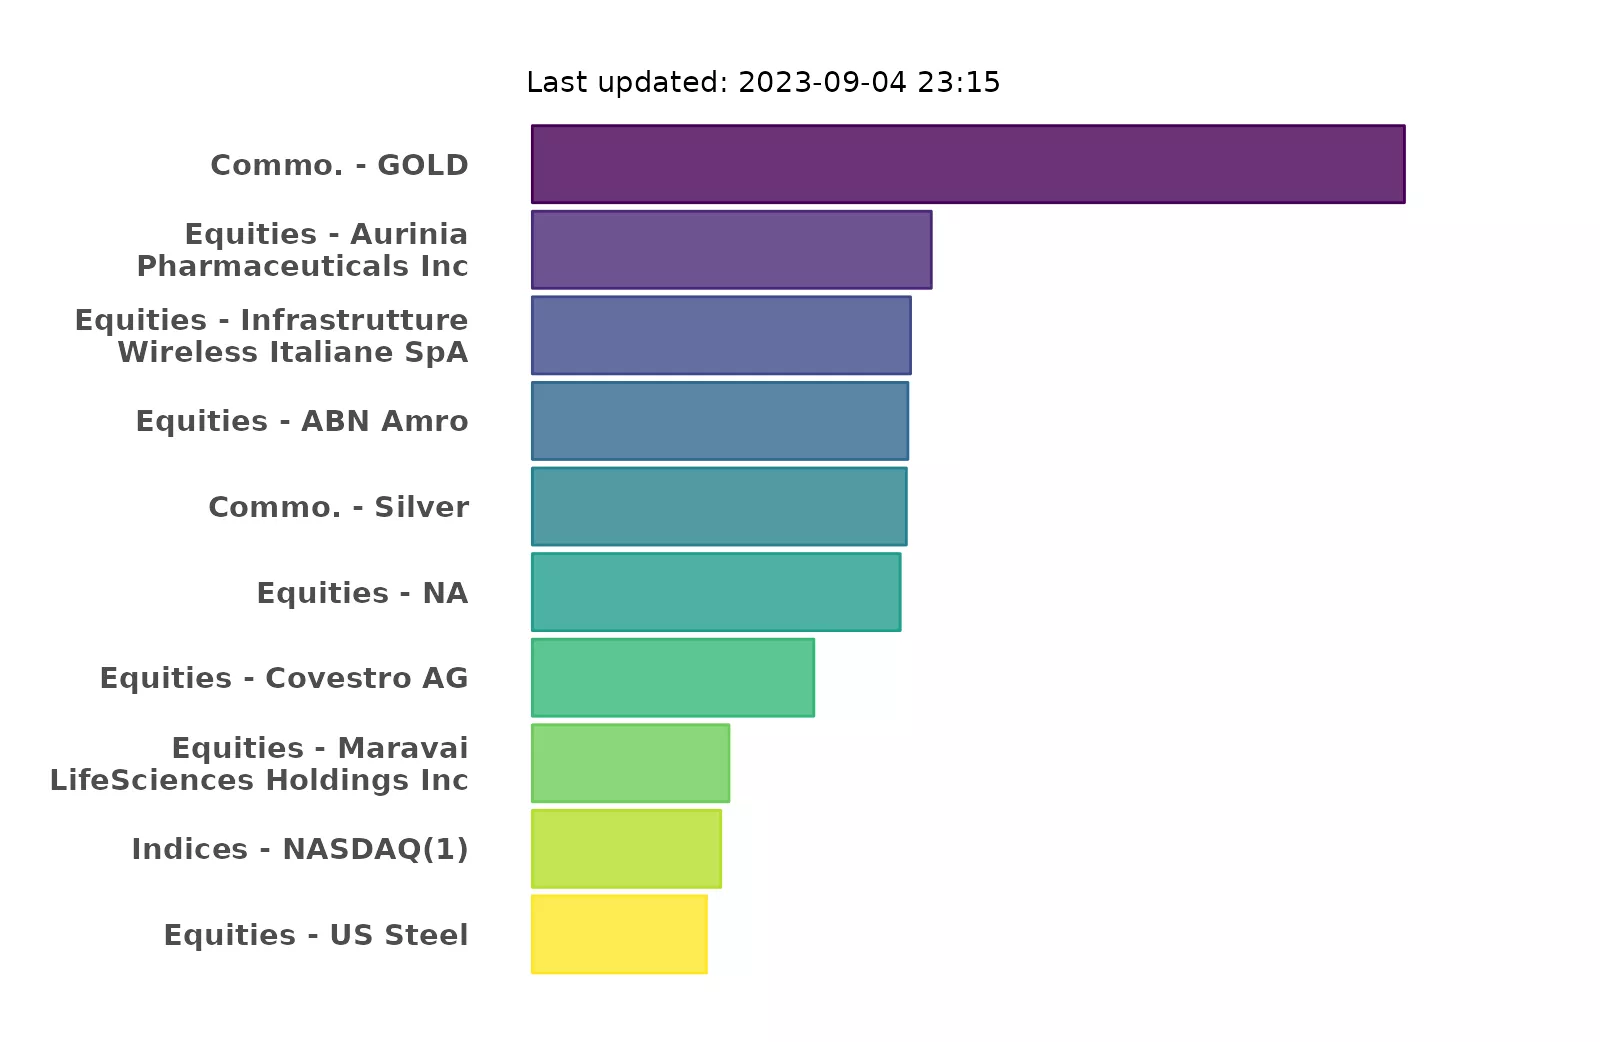 Last updated: 2023-09-04 23:15
Commo. - GOLD
Equities - Aurinia
Pharmaceuticals Inc
Equities - Infrastrutture
Wireless Italiane SpA
Equities - ABN Amro
Commo. - Silver
Equities - NA
Equities - Covestro AG
Equities - Maravai
LifeSciences Holdings Inc
Indices - NASDAQ(1)
Equities - US Steel